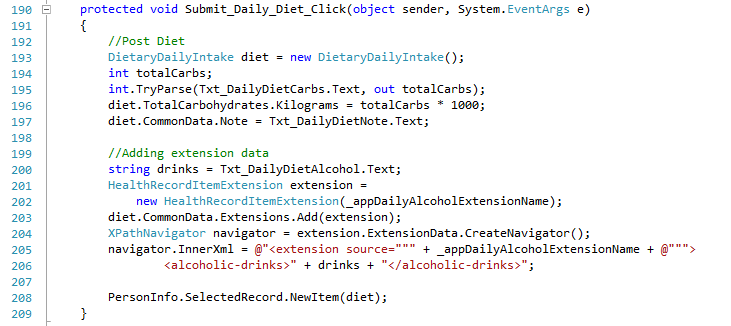 190 protected void Submit_Daily_Diet_Click(object sender, System.EventArgs e)
191 {
192 //Post Diet
193 DietaryDailyIntake diet = new DietaryDailyIntake();
194 int totalCarbs;
195 int.TryParse(Txt_DailyDietCarbs.Text, out totalCarbs);
196 diet.TotalCarbohydrates.Kilograms = totalCarbs * 1000;
197 diet.CommonData.Note = Txt_DailyDietNote.Text;
198
199 //Adding extension data
200 string drinks = Txt_DailyDietAlcohol.Text;
201 HealthRecordItemExtension extension =
202 new HealthRecordItemExtension(_appDailyAlcoholExtensionName);
203 diet.CommonData.Extensions.Add(extension);
204 XPathNavigator navigator = extension.ExtensionData.CreateNavigator();
205 navigator.InnerXml = @"<extension source=""" + _appDailyAlcoholExtensionName + @""">
206 <alcoholic-drinks>" + drinks + "</alcoholic-drinks>";
207
208 PersonInfo.SelectedRecord.NewItem(diet);
209 }